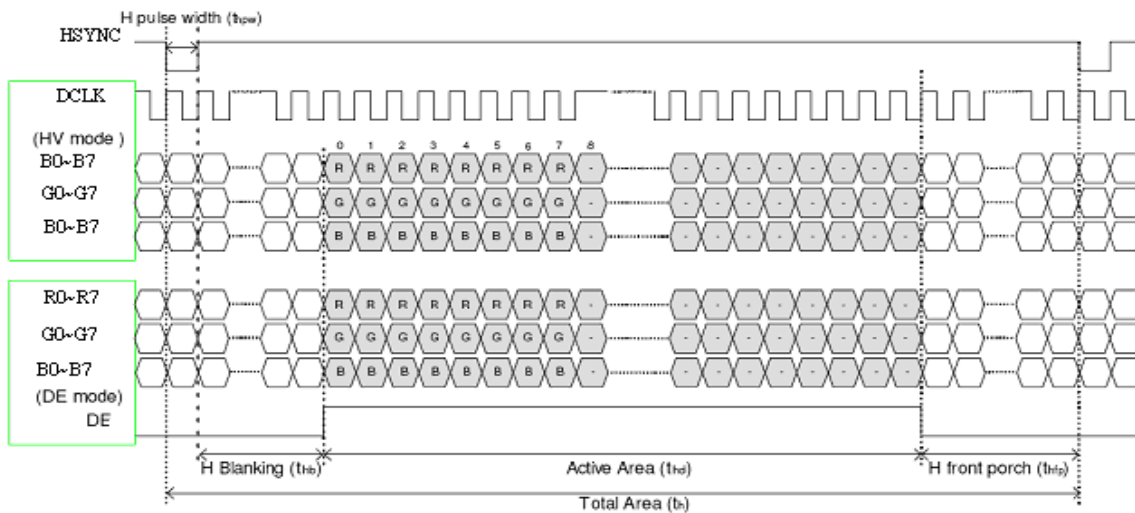 H pulse width (thpw)
HSYNC
DCLK
(HV mode )
0 1 2 3 4 5 6 7 8
B0~B7 R R R R R R R R - - - - - - - - -
G0~G7 G G G G G G G G - - - - - - - - -
B0~B7 B B B B B B B B - - - - - - - - -
R0~R7 R R R R R R R R - - - - - - - - -
G0~G7 G G G G G G G G - - - - - - - - -
B0~B7 B B B B B B B B - - - - - - - - -
(DE mode)
DE
H Blanking (thb) Active Area (thd) H front porch (thfp)
Total Area (th)